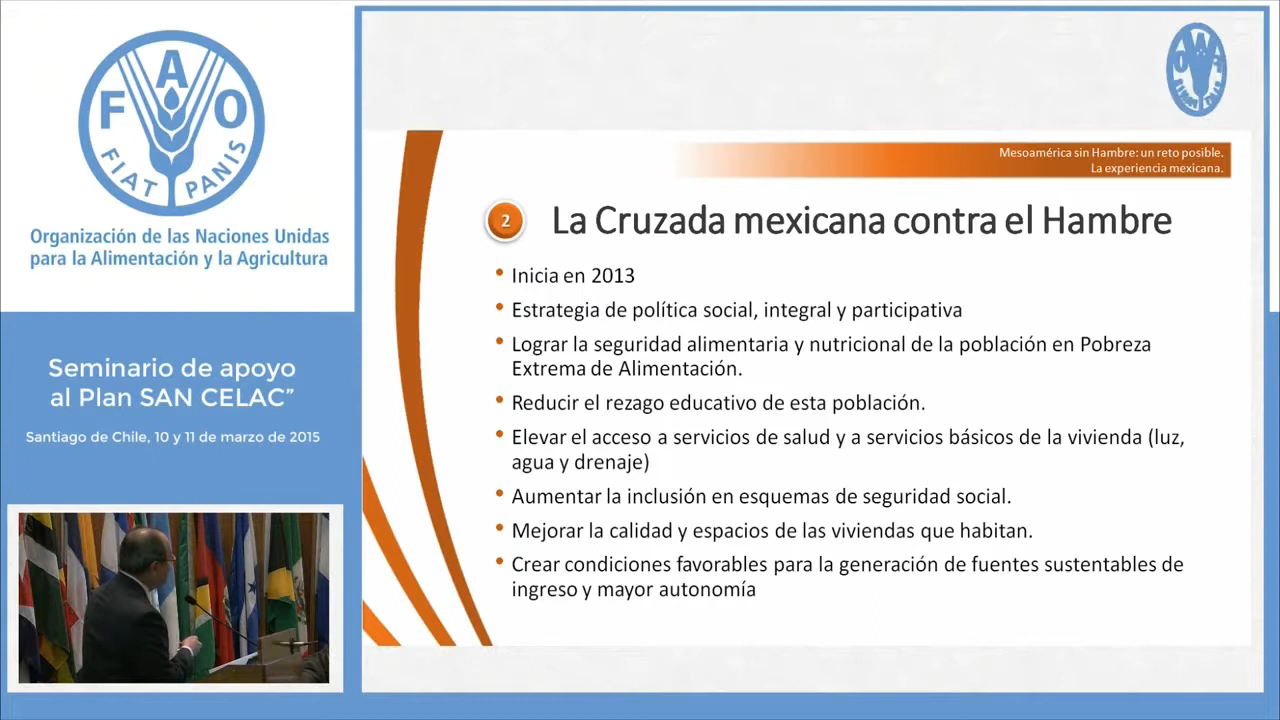 FAO
FIAT PANIS
Organización de las Naciones Unidas
para la Alimentación y la Agricultura
Seminario de apoyo
al Plan SAN CELAC”
Santiago de Chile, 10 y 11 de marzo de 2015
Mesoamérica sin Hambre: un reto posible.
La experiencia mexicana.
2
La Cruzada mexicana contra el Hambre
• Inicia en 2013
• Estrategia de política social, integral y participativa
• Lograr la seguridad alimentaria y nutricional de la población en Pobreza
Extrema de Alimentación.
• Reducir el rezago educativo de esta población.
• Elevar el acceso a servicios de salud y a servicios básicos de la vivienda (luz,
agua y drenaje)
• Aumentar la inclusión en esquemas de seguridad social.
• Mejorar la calidad y espacios de las viviendas que habitan.
• Crear condiciones favorables para la generación de fuentes sustentables de
ingreso y mayor autonomía